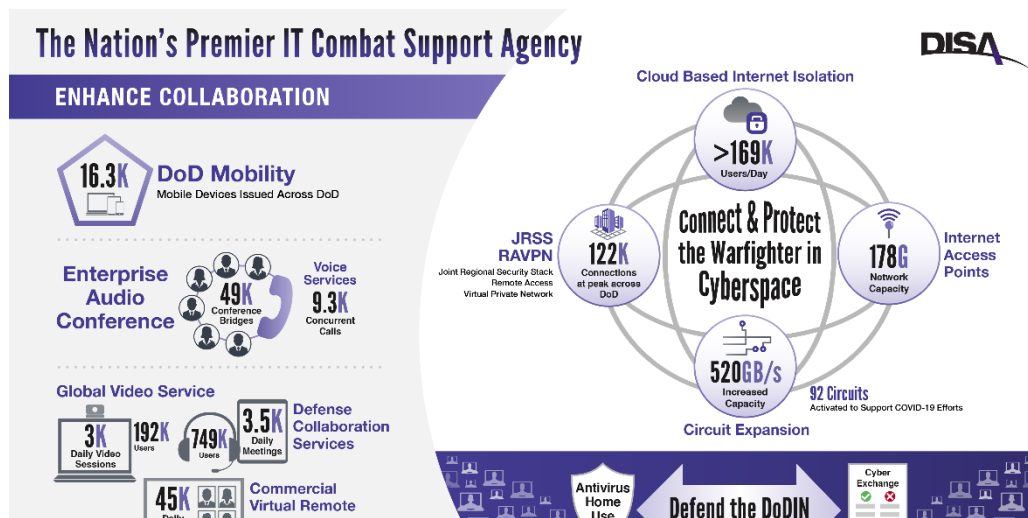 The Nation's Premier IT Combat Support Agency
DISA
ENHANCE COLLABORATION
16.3K
DoD Mobility
Mobile Devices Issued Across DoD
Enterprise
Audio
Conference
49K
Conference
Bridges
Voice
Services
9.3K
Concurrent
Calls
Global Video Service
3K
Daily Video
Sessions
192K
Users
749K
Users
3.5K
Daily
Meetings
Defense
Collaboration
Services
45K
Daily
Commercial
Virtual Remote
Cloud Based Internet Isolation
>169K
Users/Day
JRSS
RAVPN
Joint Regional Security Stack
Remote Access
Virtual Private Network
122K
Connections
at peak across
DoD
Connect & Protect
the Warfighter in
Cyberspace
178G
Network
Capacity
Internet
Access
Points
520GB/s
Increased
Capacity
92 Circuits
Activated to Support COVID-19 Efforts
Circuit Expansion
Antivirus
Home
Use
Defend the DoDIN
Cyber
Exchange